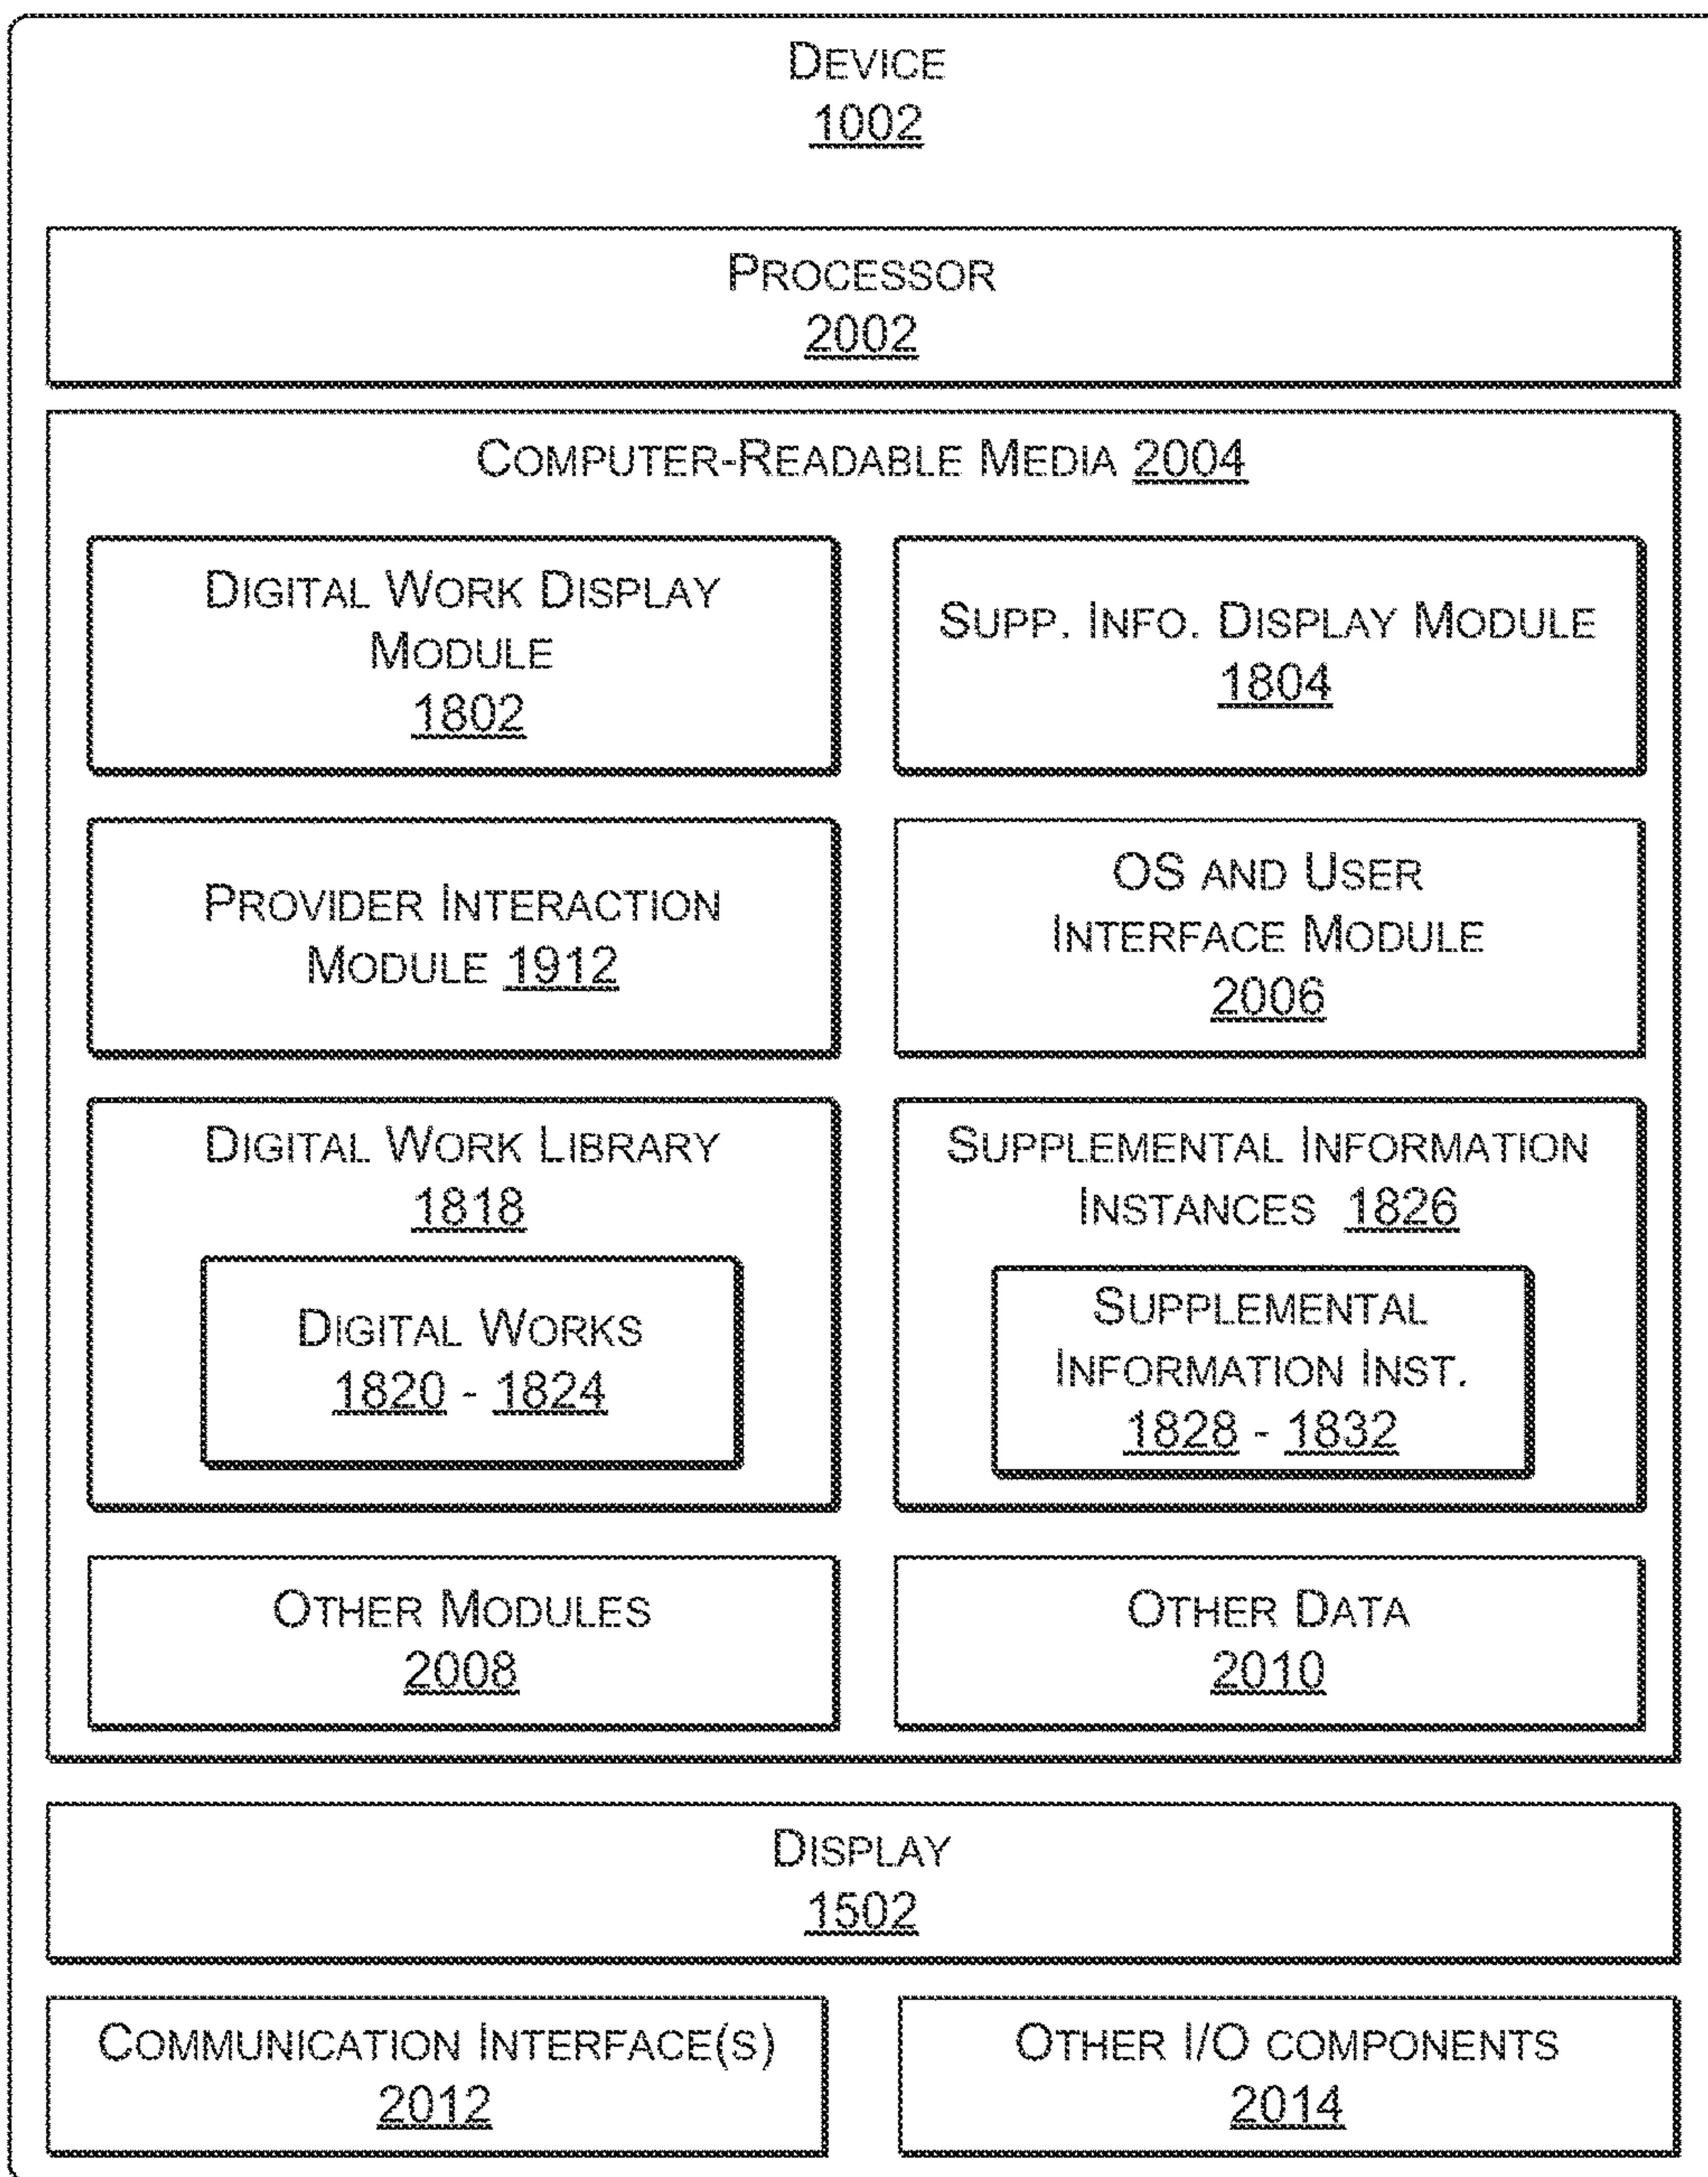 DEVICE
1002
PROCESSOR
2002
COMPUTER-READABLE MEDIA 2004
DIGITAL WORK DISPLAY
MODULE
1802
SUPP. INFO. DISPLAY MODULE
1804
PROVIDER INTERACTION
MODULE 1912
OS AND USER
INTERFACE MODULE
2006
DIGITAL WORK LIBRARY
1818
DIGITAL WORKS
1820 - 1824
SUPPLEMENTAL INFORMATION
INSTANCES 1826
SUPPLEMENTAL
INFORMATION INST.
1828 - 1832
OTHER MODULES
2008
OTHER DATA
2010
DISPLAY
1502
COMMUNICATION INTERFACE(S)
2012
OTHER I/O COMPONENTS
2014